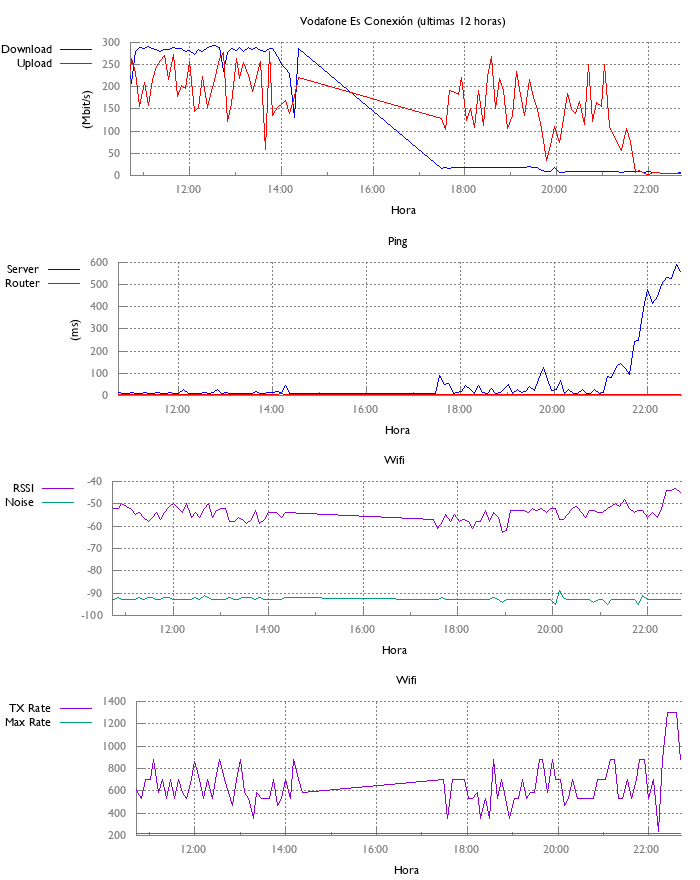 Vodafone Es Conexión (ultimas 12 horas)
Download
Upload
300
250
200
150
100
50
0
(Mbit/s)
12:00 14:00 16:00 18:00 20:00 22:00
Hora
Ping
Server
Router
600
500
400
300
200
100
0
(ms)
12:00 14:00 16:00 18:00 20:00 22:00
Hora
Wifi
RSSI
Noise
-40
-50
-60
-70
-80
-90
-100
12:00 14:00 16:00 18:00 20:00 22:00
Hora
Wifi
TX Rate
Max Rate
1400
1200
1000
800
600
400
200
12:00 14:00 16:00 18:00 20:00 22:00
Hora